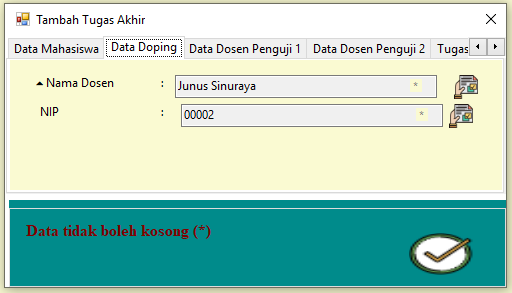 Tambah Tugas Akhir
Data Mahasiswa Data Doping Data Dosen Penguji 1 Data Dosen Penguji 2 Tugas
Nama Dosen : Junus Sinuraya *
NIP : 00002 *
Data tidak boleh kosong (*)